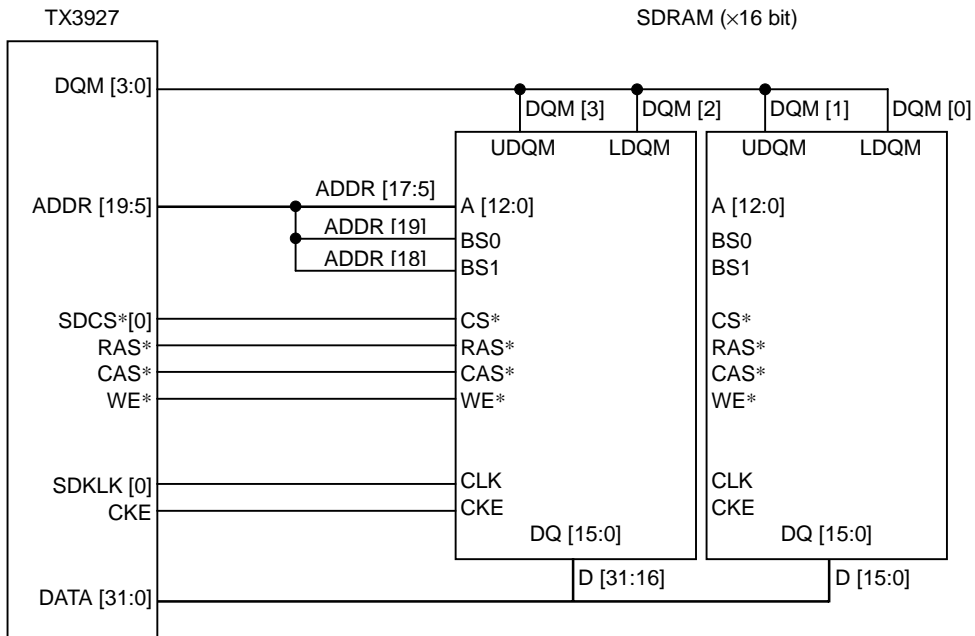 TX3927
SDRAM (×16 bit)
DQM [3:0]
DQM [3]
DQM [2]
DQM [1]
DQM [0]
UDQM
LDQM
UDQM
LDQM
ADDR [19:5]
ADDR [17:5]
A [12:0]
A [12:0]
ADDR [19]
BS0
BS0
ADDR [18]
BS1
BS1
SDCS*[0]
CS*
CS*
RAS*
RAS*
RAS*
CAS*
CAS*
CAS*
WE*
WE*
WE*
SDKLK [0]
CLK
CLK
CKE
CKE
CKE
DQ [15:0]
DQ [15:0]
D [31:16]
D [15:0]
DATA [31:0]